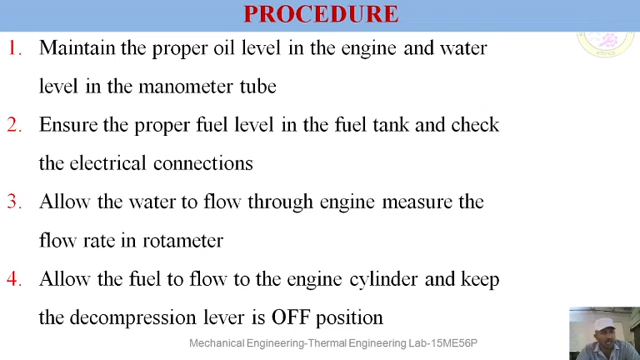 PROCEDURE
1. Maintain the proper oil level in the engine and water
level in the manometer tube
2. Ensure the proper fuel level in the fuel tank and check
the electrical connections
3. Allow the water to flow through engine measure the
flow rate in rotameter
4. Allow the fuel to flow to the engine cylinder and keep
the decompression lever is OFF position
Mechanical Engineering-Thermal Engineering Lab-15ME56P